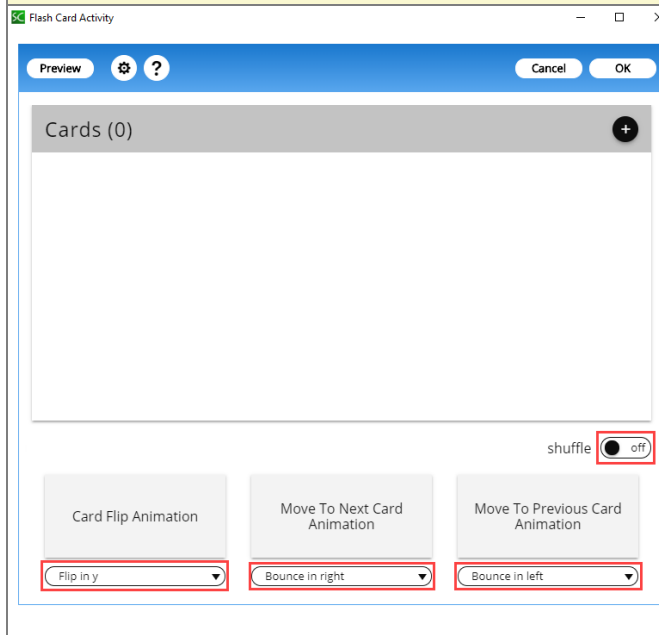 SC Flash Card Activity
Preview ? Cancel OK
Cards (0) +
shuffle off
Card Flip Animation
Move To Next Card
Animation
Move To Previous Card
Animation
Flip in y
Bounce in right
Bounce in left